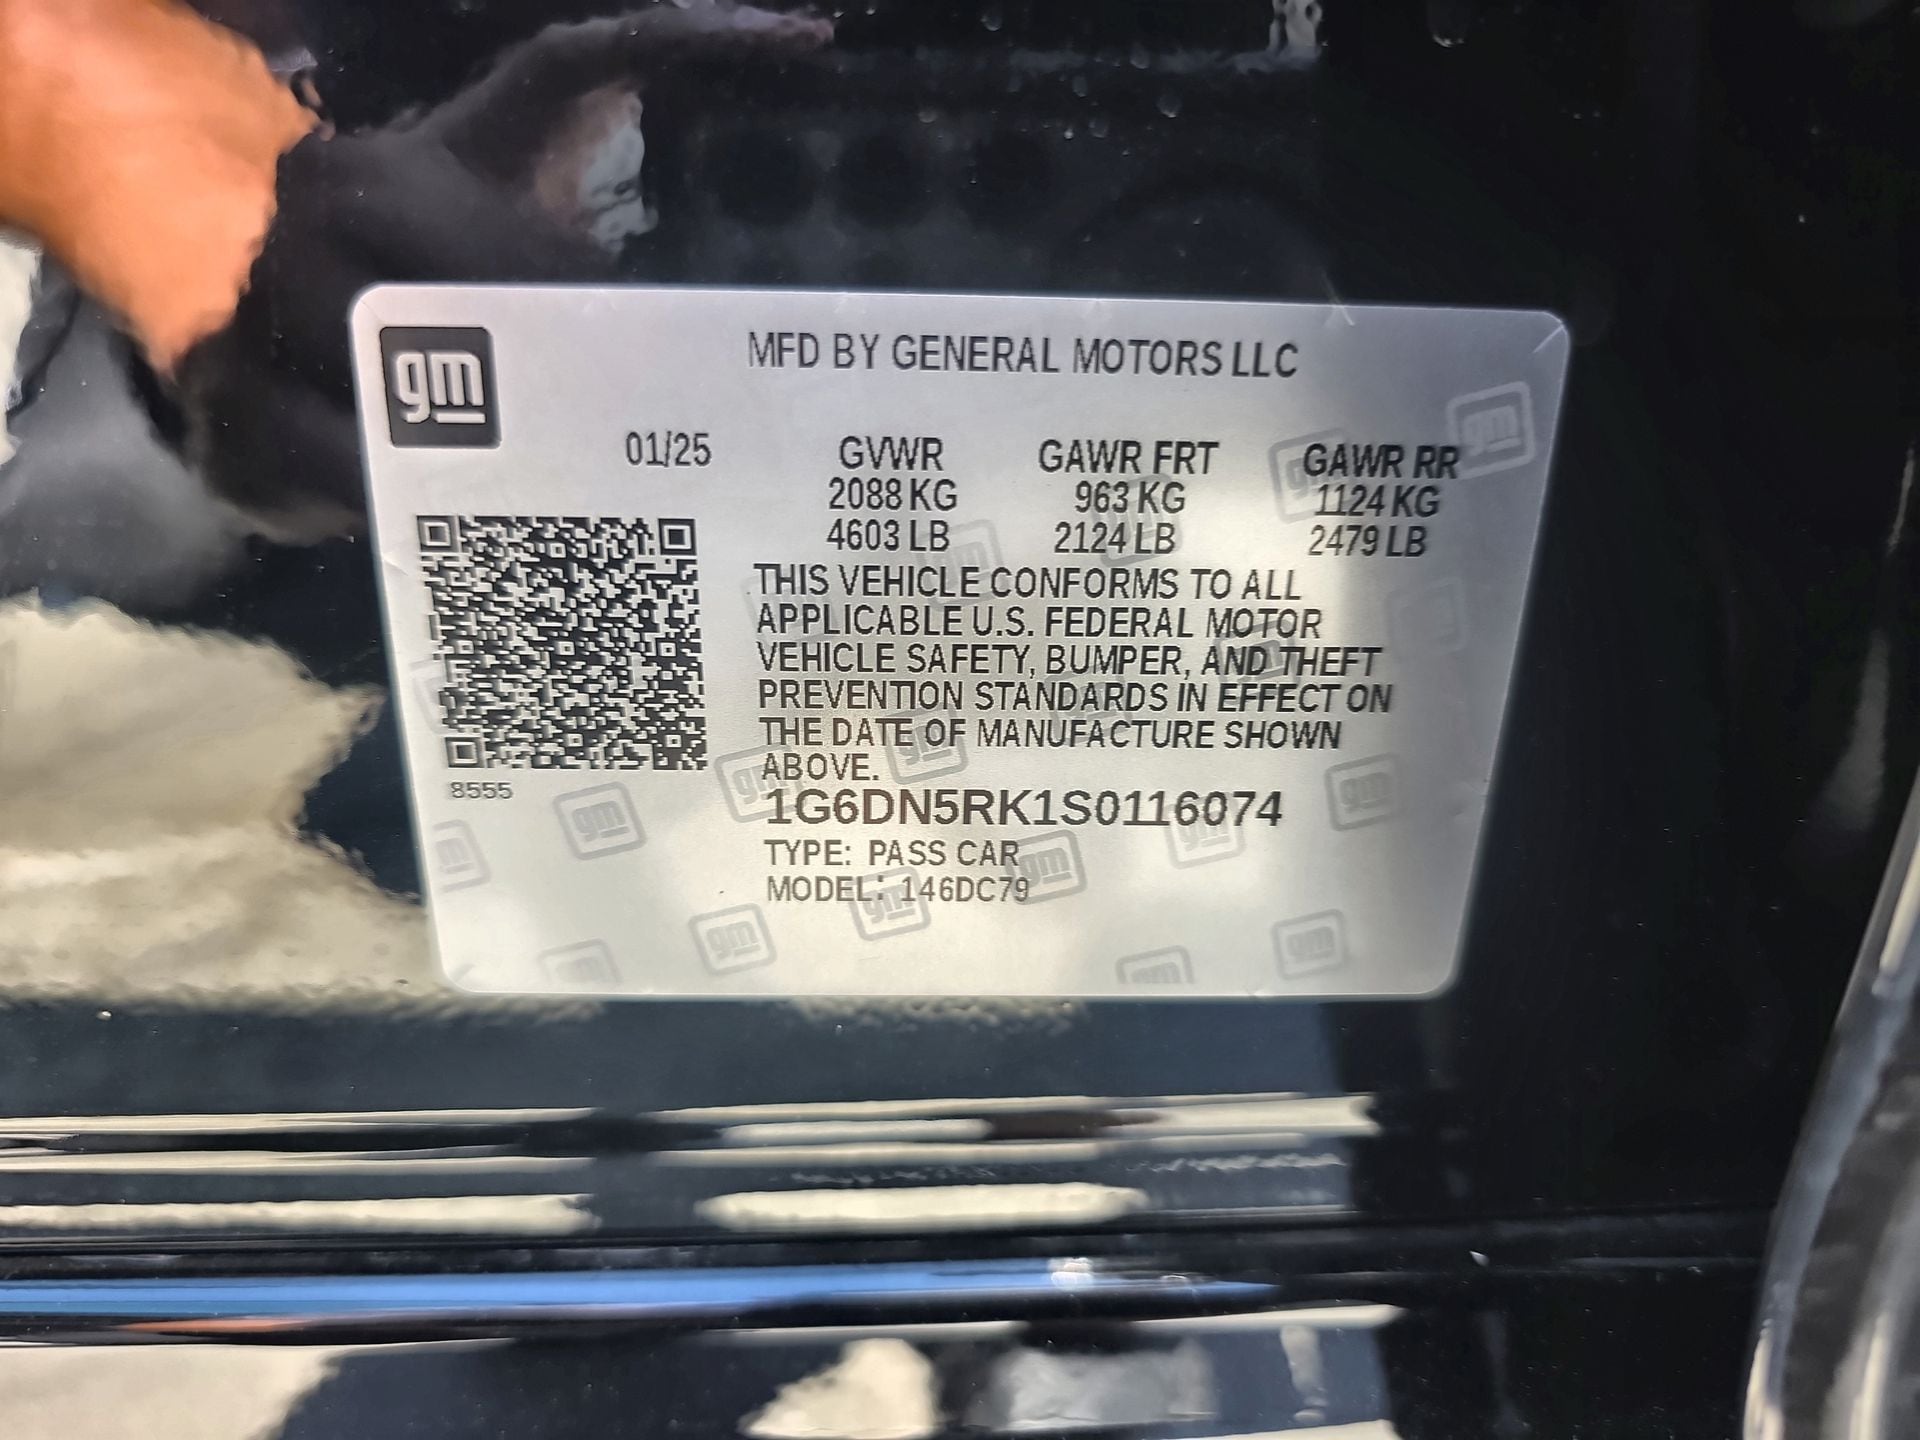 gm
MFD BY GENERAL MOTORS LLC
01/25 GVWR GAWR FRT GAWR RR
2088 KG 963 KG 1124 KG
4603 LB 2124 LB 2479 LB
THIS VEHICLE CONFORMS TO ALL
APPLICABLE U.S. FEDERAL MOTOR
VEHICLE SAFETY, BUMPER, AND THEFT
PREVENTION STANDARDS IN EFFECT ON
THE DATE OF MANUFACTURE SHOWN
ABOVE.
8555
1G6DN5RK1S0116074
TYPE: PASS CAR
MODEL: 146DC79